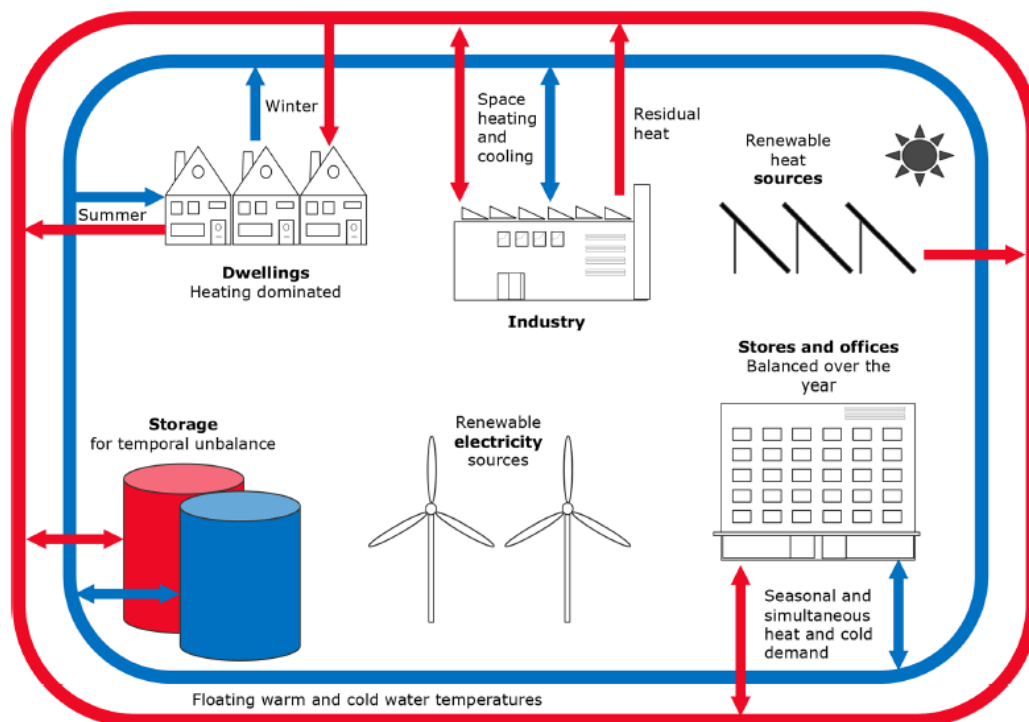 Winter
Summer
Dwellings
Heating dominated
Space
heating
and
cooling
Residual
heat
Industry
Renewable
heat
sources
Stores and offices
Balanced over the
year
Storage
for temporal unbalance
Renewable
electricity
sources
Seasonal and
simultaneous
heat and cold
demand
Floating warm and cold water temperatures